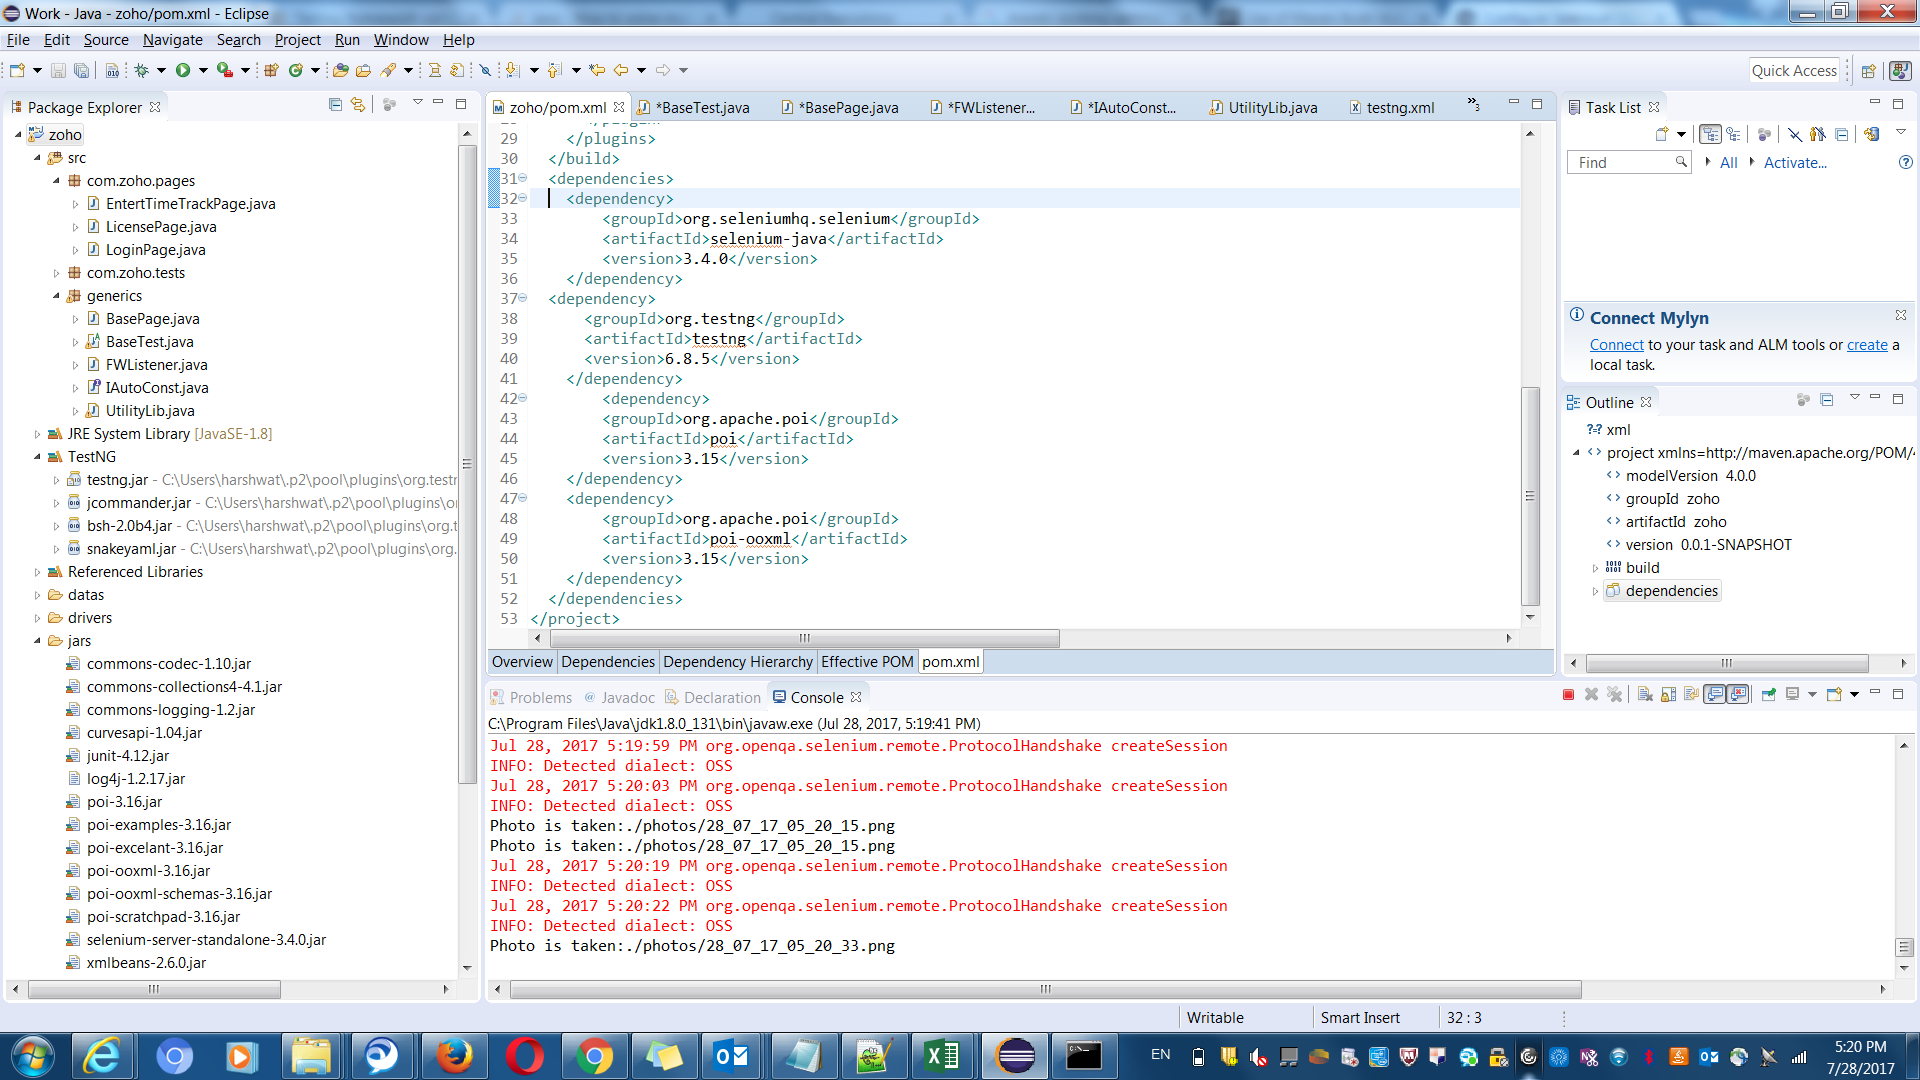 Work - Java - zoho/pom.xml - Eclipse
File Edit Source Navigate Search Project Run Window Help
Quick Access
Package Explorer
zoho
src
com.zoho.pages
EntertTimeTrackPage.java
LicensePage.java
LoginPage.java
com.zoho.tests
generics
BasePage.java
BaseTest.java
FWListener.java
IAutoConst.java
UtilityLib.java
JRE System Library [JavaSE-1.8]
TestNG
testng.jar - C:\Users\harshwat\.p2\pool\plugins\org.testr
jcommander.jar - C:\Users\harshwat\.p2\pool\plugins\o
bsh-2.0b4.jar - C:\Users\harshwat\.p2\pool\plugins\org.t
snakeyaml.jar - C:\Users\harshwat\.p2\pool\plugins\org.
Referenced Libraries
datas
drivers
jars
commons-codec-1.10.jar
commons-collections4-4.1.jar
commons-logging-1.2.jar
curvesapi-1.04.jar
junit-4.12.jar
log4j-1.2.17.jar
poi-3.16.jar
poi-examples-3.16.jar
poi-excelant-3.16.jar
poi-ooxml-3.16.jar
poi-ooxml-schemas-3.16.jar
poi-scratchpad-3.16.jar
selenium-server-standalone-3.4.0.jar
xmlbeans-2.6.0.jar
zoho/pom.xml *BaseTest.java *BasePage.java *FWListener... *IAutoConst... UtilityLib.java testng.xml »3
29 </plugins>
30 </build>
31 <dependencies>
32 <dependency>
33 <groupId>org.seleniumhq.selenium</groupId>
34 <artifactId>selenium-java</artifactId>
35 <version>3.4.0</version>
36 </dependency>
37 <dependency>
38 <groupId>org.testng</groupId>
39 <artifactId>testng</artifactId>
40 <version>6.8.5</version>
41 </dependency>
42 <dependency>
43 <groupId>org.apache.poi</groupId>
44 <artifactId>poi</artifactId>
45 <version>3.15</version>
46 </dependency>
47 <dependency>
48 <groupId>org.apache.poi</groupId>
49 <artifactId>poi-ooxml</artifactId>
50 <version>3.15</version>
51 </dependency>
52 </dependencies>
53 </project>
Overview Dependencies Dependency Hierarchy Effective POM pom.xml
Problems @ Javadoc Declaration Console
C:\Program Files\Java\jdk1.8.0_131\bin\javaw.exe (Jul 28, 2017, 5:19:41 PM)
Jul 28, 2017 5:19:59 PM org.openqa.selenium.remote.ProtocolHandshake createSession
INFO: Detected dialect: OSS
Jul 28, 2017 5:20:03 PM org.openqa.selenium.remote.ProtocolHandshake createSession
INFO: Detected dialect: OSS
Photo is taken:./photos/28_07_17_05_20_15.png
Photo is taken:./photos/28_07_17_05_20_15.png
Jul 28, 2017 5:20:19 PM org.openqa.selenium.remote.ProtocolHandshake createSession
INFO: Detected dialect: OSS
Jul 28, 2017 5:20:22 PM org.openqa.selenium.remote.ProtocolHandshake createSession
INFO: Detected dialect: OSS
Photo is taken:./photos/28_07_17_05_20_33.png
Task List
Find All Activate...
Connect Mylyn
Connect to your task and ALM tools or create a
local task.
Outline
?-? xml
project xmlns=http://maven.apache.org/POM/4
modelVersion 4.0.0
groupId zoho
artifactId zoho
version 0.0.1-SNAPSHOT
build
dependencies
Writable Smart Insert 32 : 3
EN
5:20 PM
7/28/2017